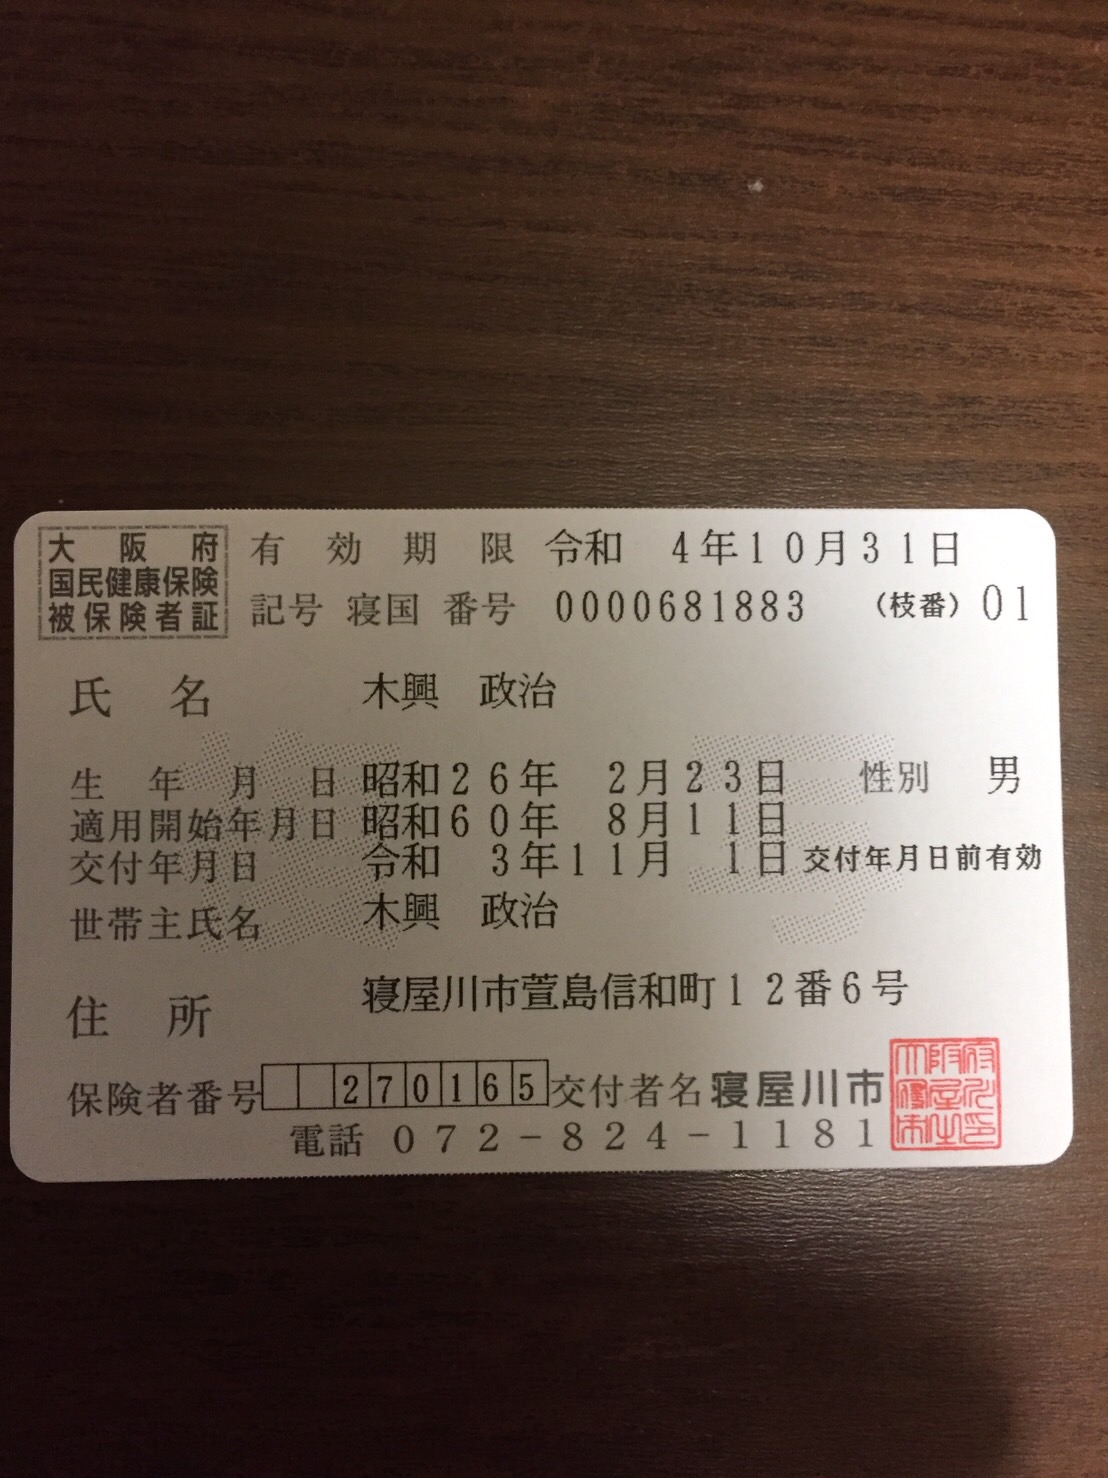 大阪府
国民健康保険
被保険者証
有効期限 令和 4年10月31日
記号 寝国 番号 0000681883 (枝番) 01
氏名 木興 政治
生年月日 昭和26年 2月23日 性別 男
適用開始年月日 昭和60年 8月11日
交付年月日 令和 3年11月 1日 交付年月日前有効
世帯主氏名 木興 政治
住所 寝屋川市萱島信和町12番6号
保険者番号 270165 交付者名 寝屋川市
電話 072-824-1181